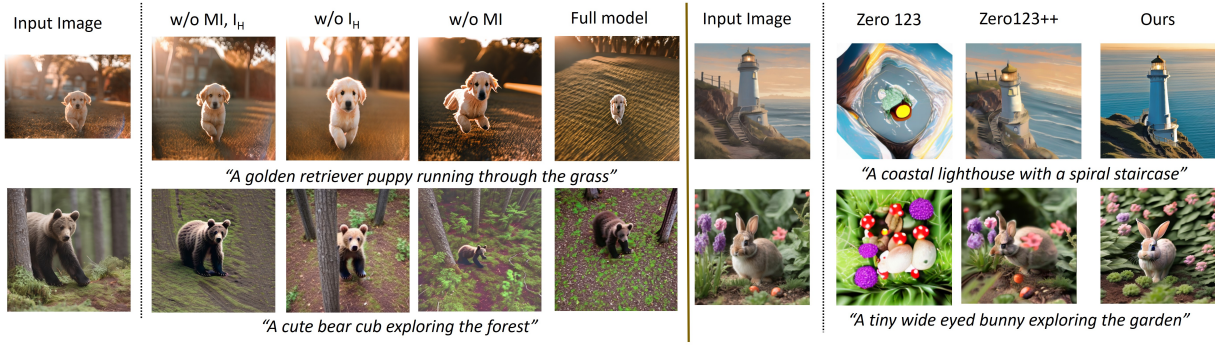 Input Image
w/o MI, I_H
w/o I_H
w/o MI
Full model
Input Image
Zero 123
Zero123++
Ours
“A golden retriever puppy running through the grass”
“A coastal lighthouse with a spiral staircase”
“A cute bear cub exploring the forest”
“A tiny wide eyed bunny exploring the garden”